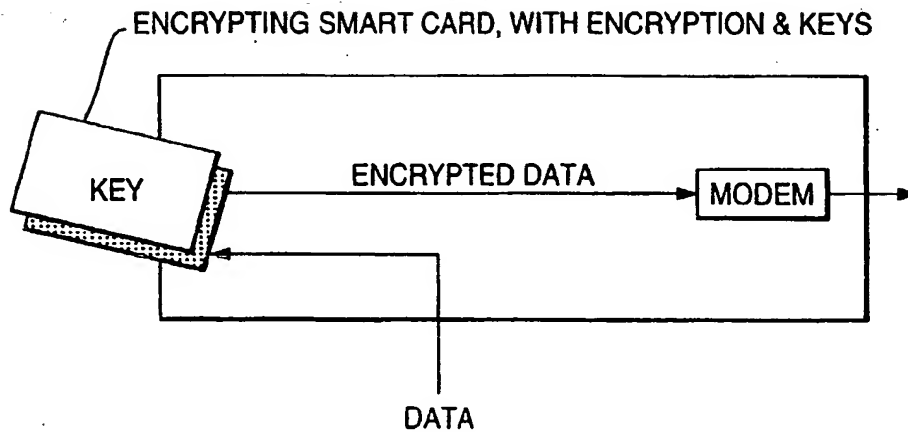 ENCRYPTING SMART CARD, WITH ENCRYPTION & KEYS
KEY
ENCRYPTED DATA
MODEM
DATA